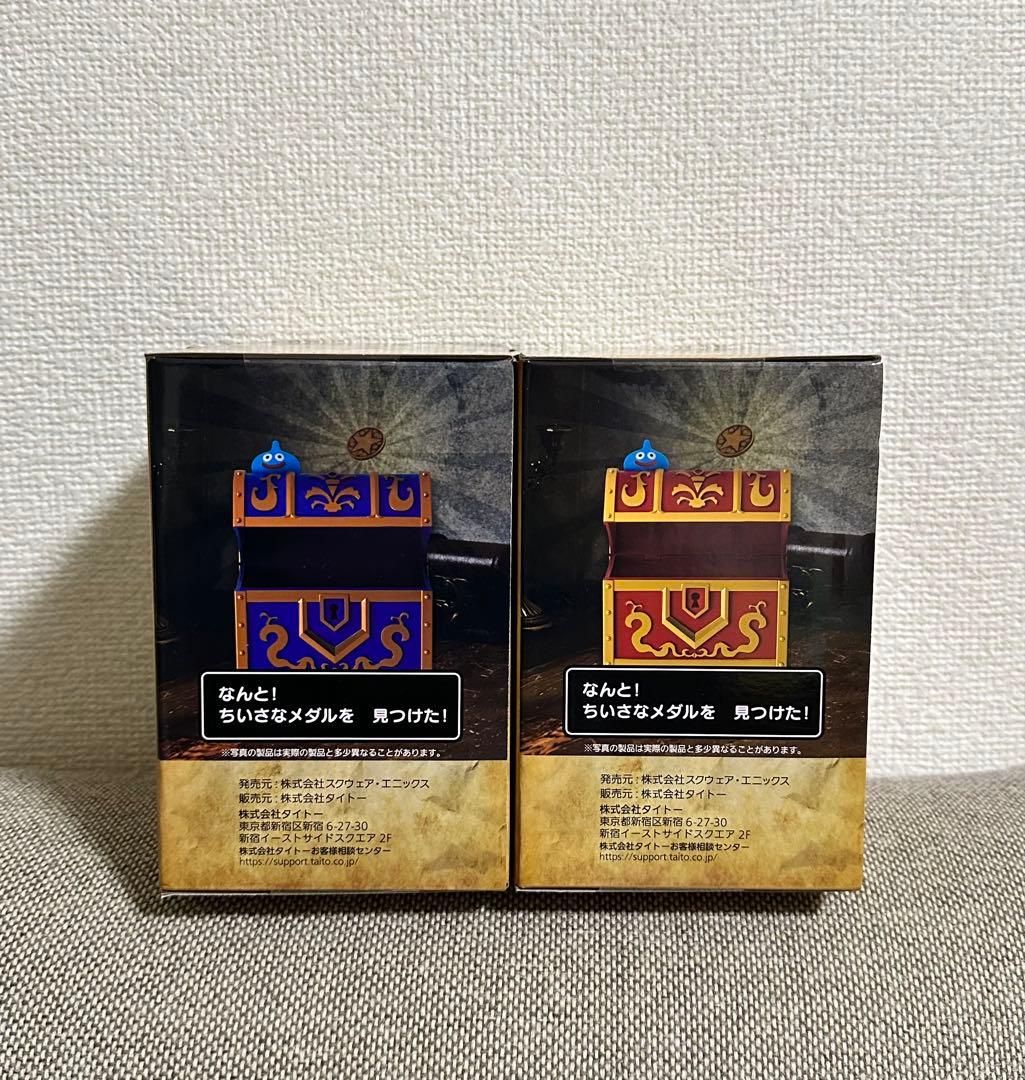 なんと!
ちいさなメダルを　見つけた!
※写真の製品は実際の製品と多少異なることがあります。
発売元：株式会社スクウェア・エニックス
販売元：株式会社タイトー
株式会社タイトー
東京都新宿区新宿 6-27-30
新宿イーストサイドスクエア 2F
株式会社タイトーお客様相談センター
https://support.taito.co.jp/
なんと!
ちいさなメダルを　見つけた!
※写真の製品は実際の製品と多少異なることがあります。
発売元：株式会社スクウェア・エニックス
販売元：株式会社タイトー
株式会社タイトー
東京都新宿区新宿 6-27-30
新宿イーストサイドスクエア 2F
株式会社タイトーお客様相談センター
https://support.taito.co.jp/